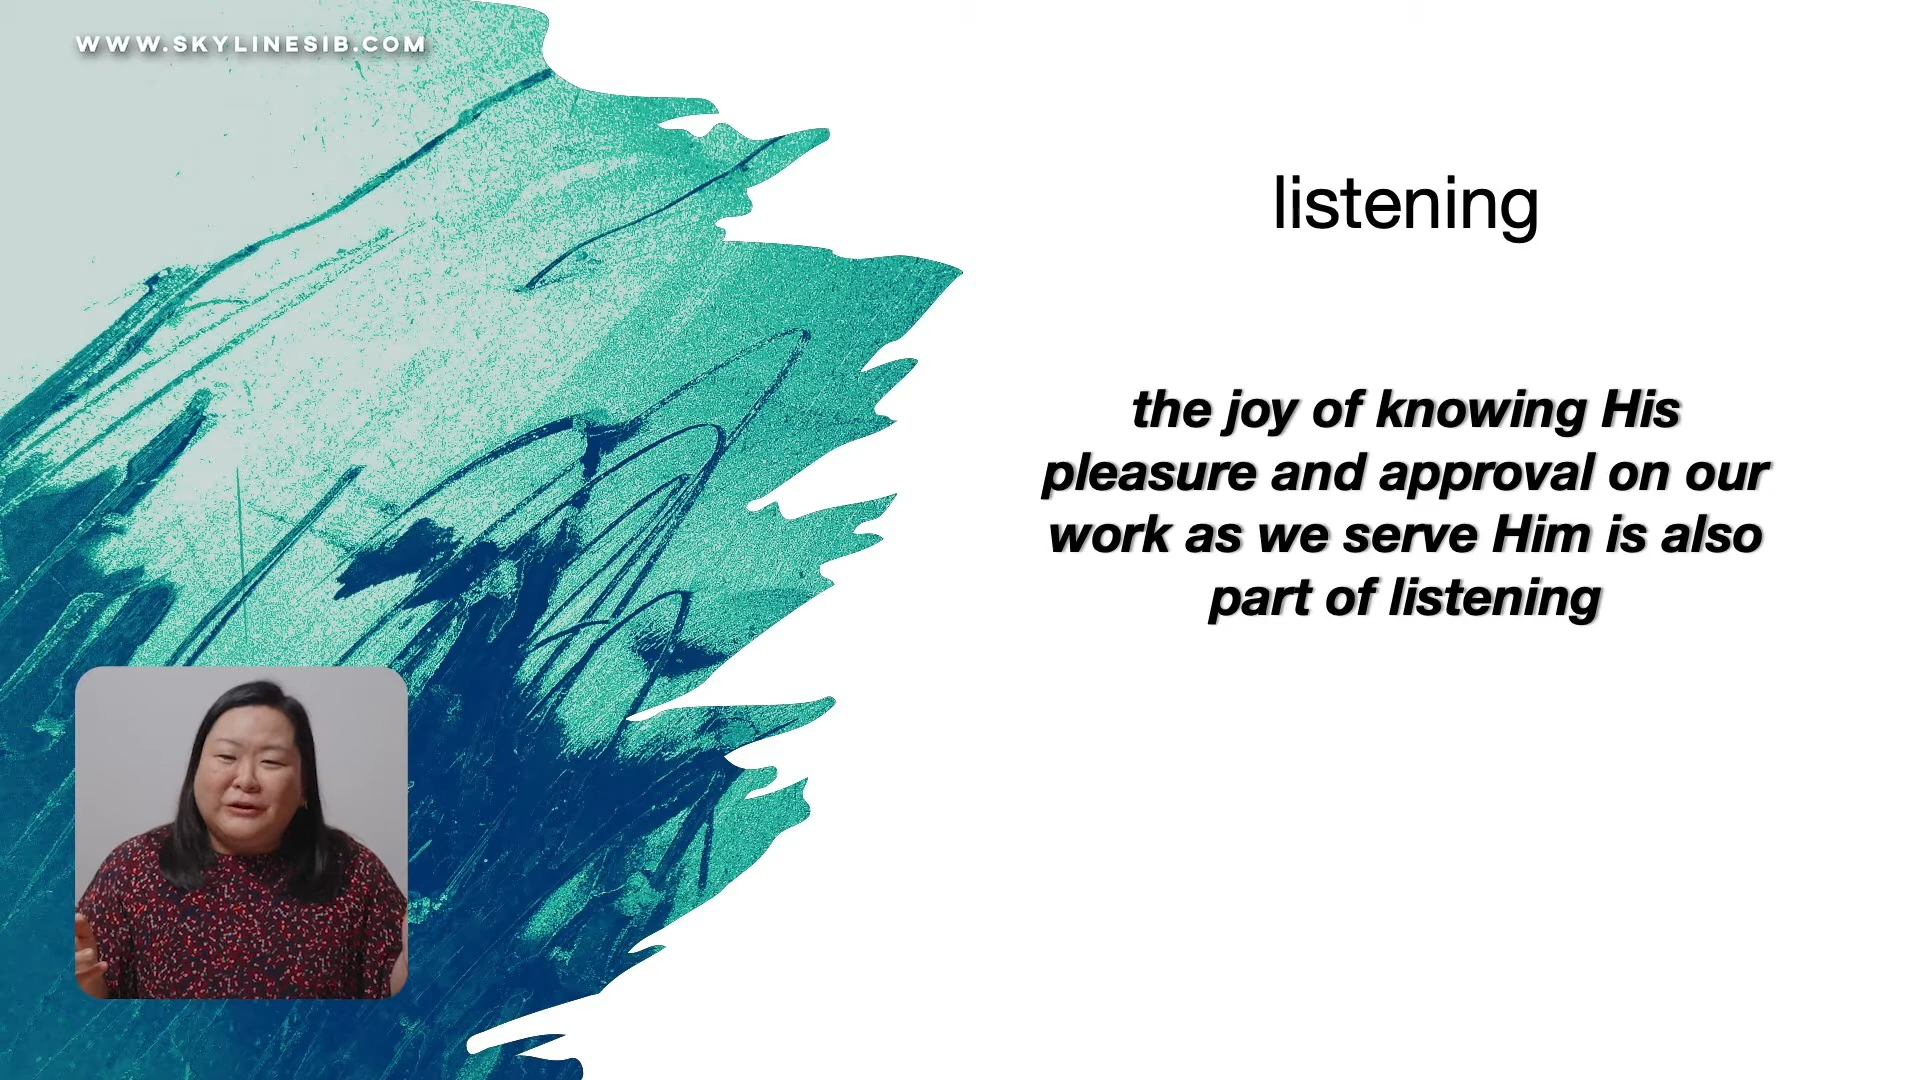 WWW.SKYLINESIB.COM
listening
the joy of knowing His
pleasure and approval on our
work as we serve Him is also
part of listening